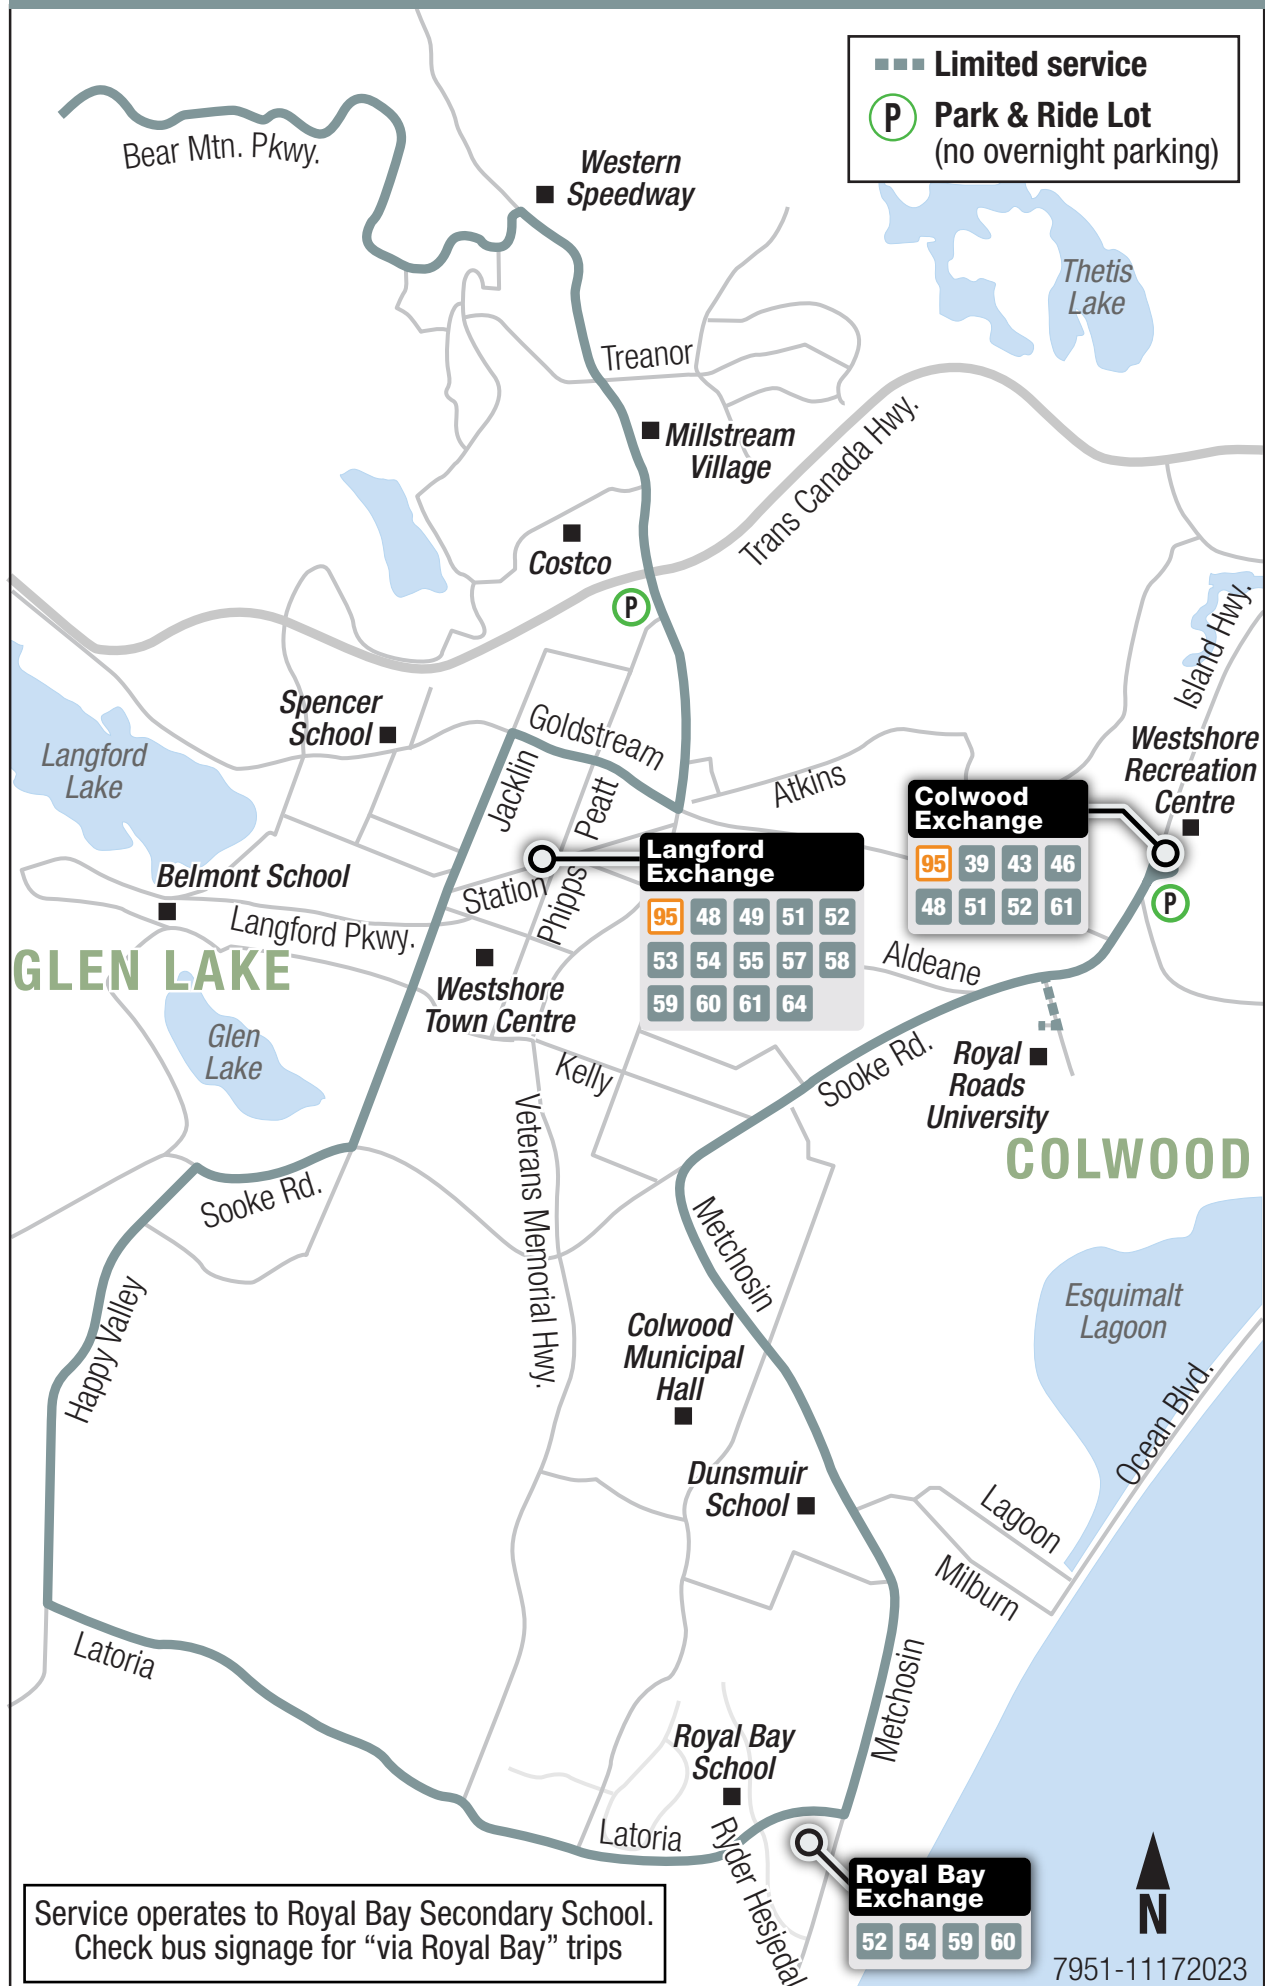 Limited service
P Park & Ride Lot
(no overnight parking)
Bear Mtn. Pkwy.
Western
Speedway
Thetis
Lake
Treanor
Millstream
Village
Trans Canada Hwy.
Costco
P
Island Hwy.
Spencer
School
Goldstream
Langford
Lake
Jacklin
Peatt
Atkins
Westshore
Recreation
Centre
Colwood
Exchange
95 39 43 46
48 51 52 61
P
Langford
Exchange
95 48 49 51 52
53 54 55 57 58
59 60 61 64
Belmont School
Station
Phipps
Langford Pkwy.
GLEN LAKE
Westshore
Town Centre
Aldeane
Glen
Lake
Kelly
Sooke Rd.
Royal
Roads
University
COLWOOD
Veterans Memorial Hwy.
Sooke Rd.
Metchosin
Happy Valley
Colwood
Municipal
Hall
Esquimalt
Lagoon
Ocean Blvd.
Dunsmuir
School
Lagoon
Milburn
Latoria
Metchosin
Royal Bay
School
Latoria
Ryder Hesjedal
Royal Bay
Exchange
52 54 59 60
Service operates to Royal Bay Secondary School.
Check bus signage for “via Royal Bay” trips
N
7951-11172023